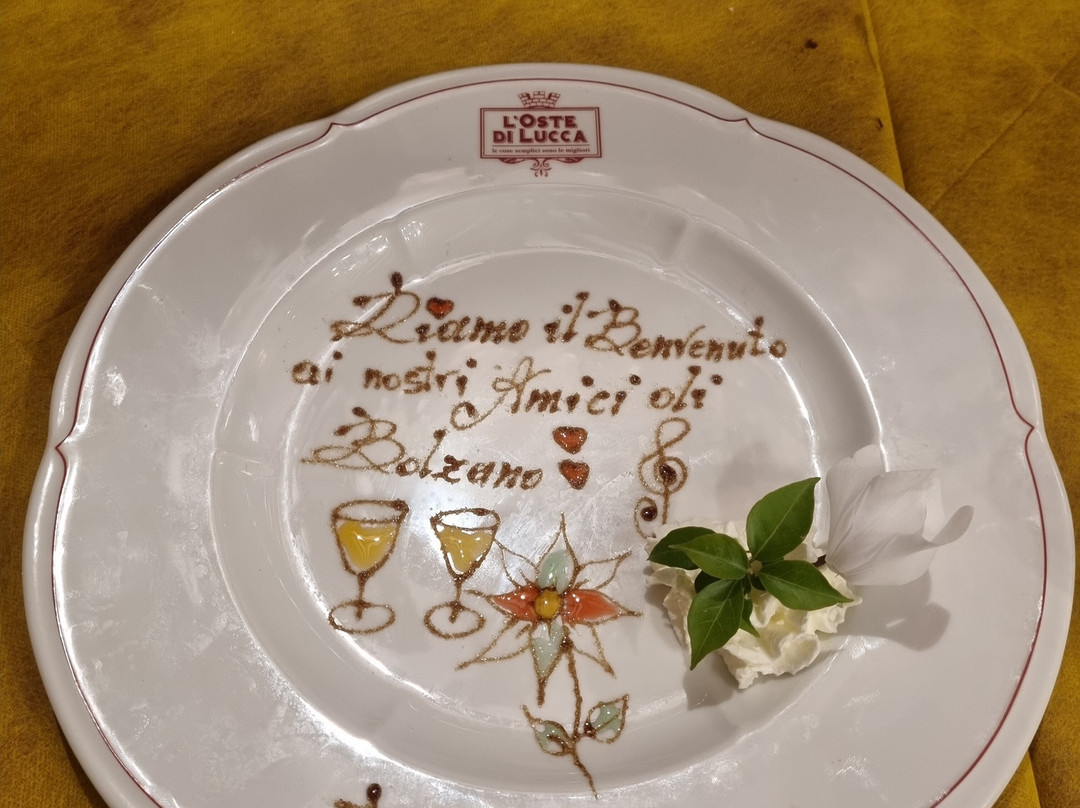 L'OSTE
DI LUCCA
le cose semplici sono le migliori
Diamo il Benvenuto
ai nostri Amici di
Bolzano